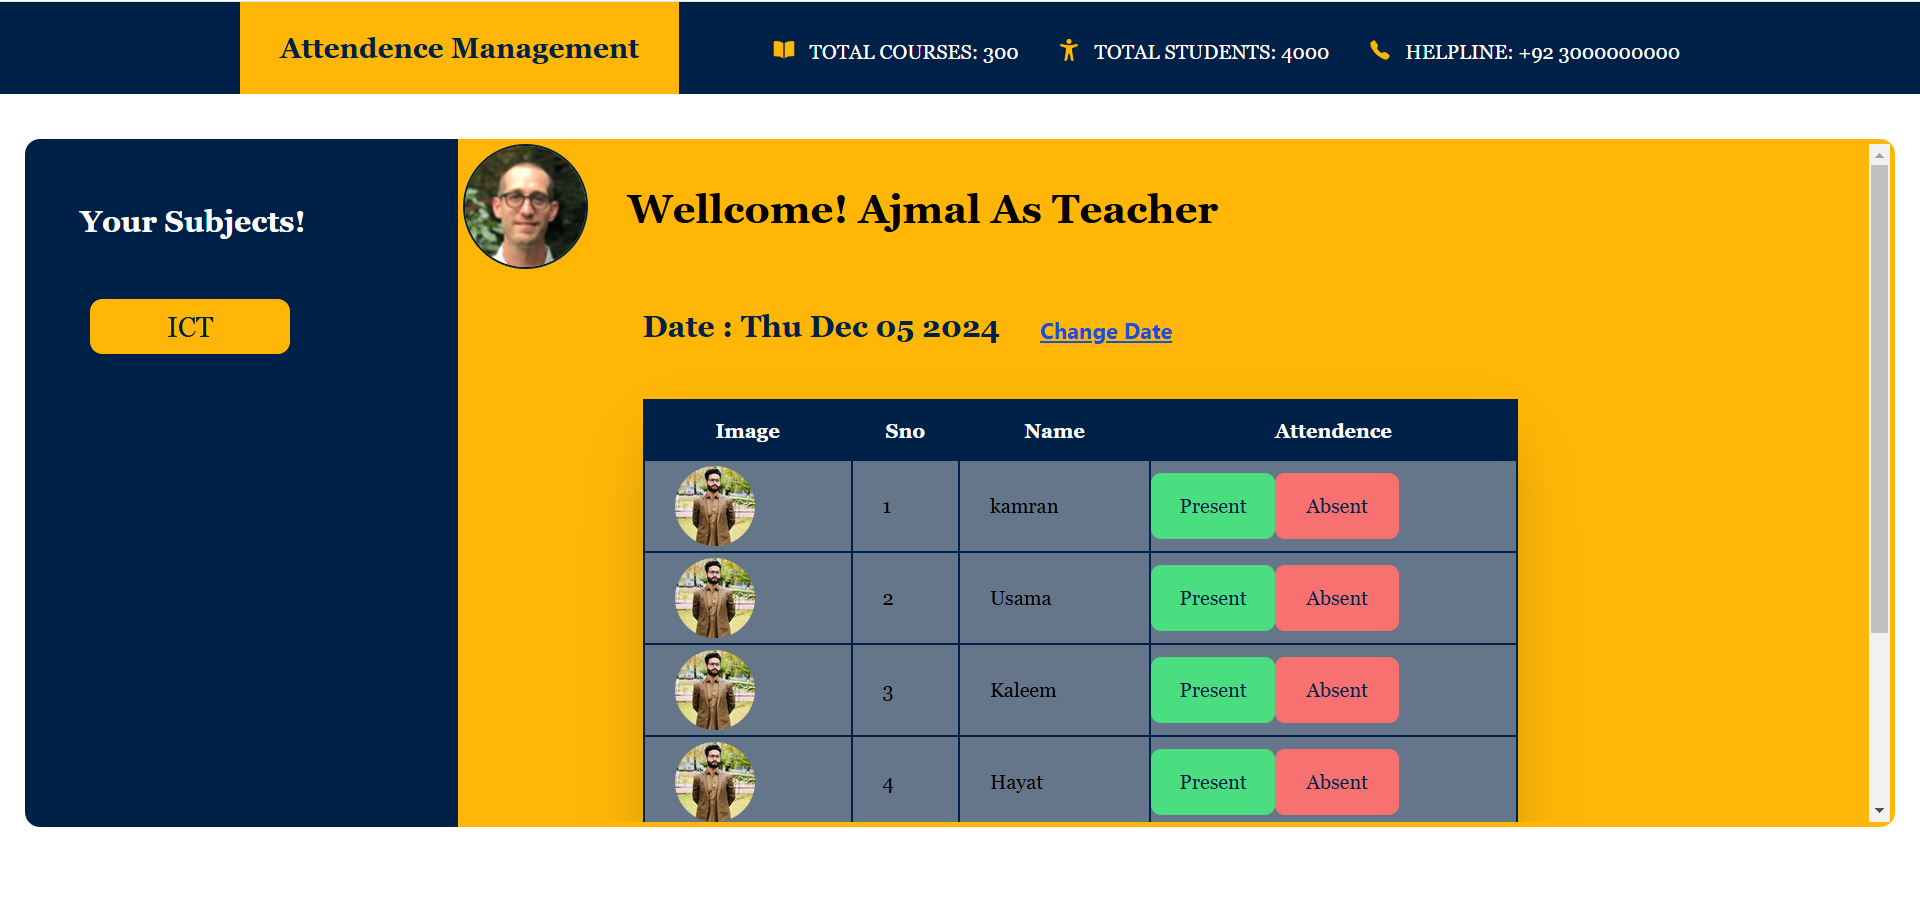 Attendence Management
TOTAL COURSES: 300
TOTAL STUDENTS: 4000
HELPLINE: +92 3000000000
Your Subjects!
ICT
Wellcome! Ajmal As Teacher
Date : Thu Dec 05 2024
Change Date
Image Sno Name Attendence
1 kamran Present Absent
2 Usama Present Absent
3 Kaleem Present Absent
4 Hayat Present Absent